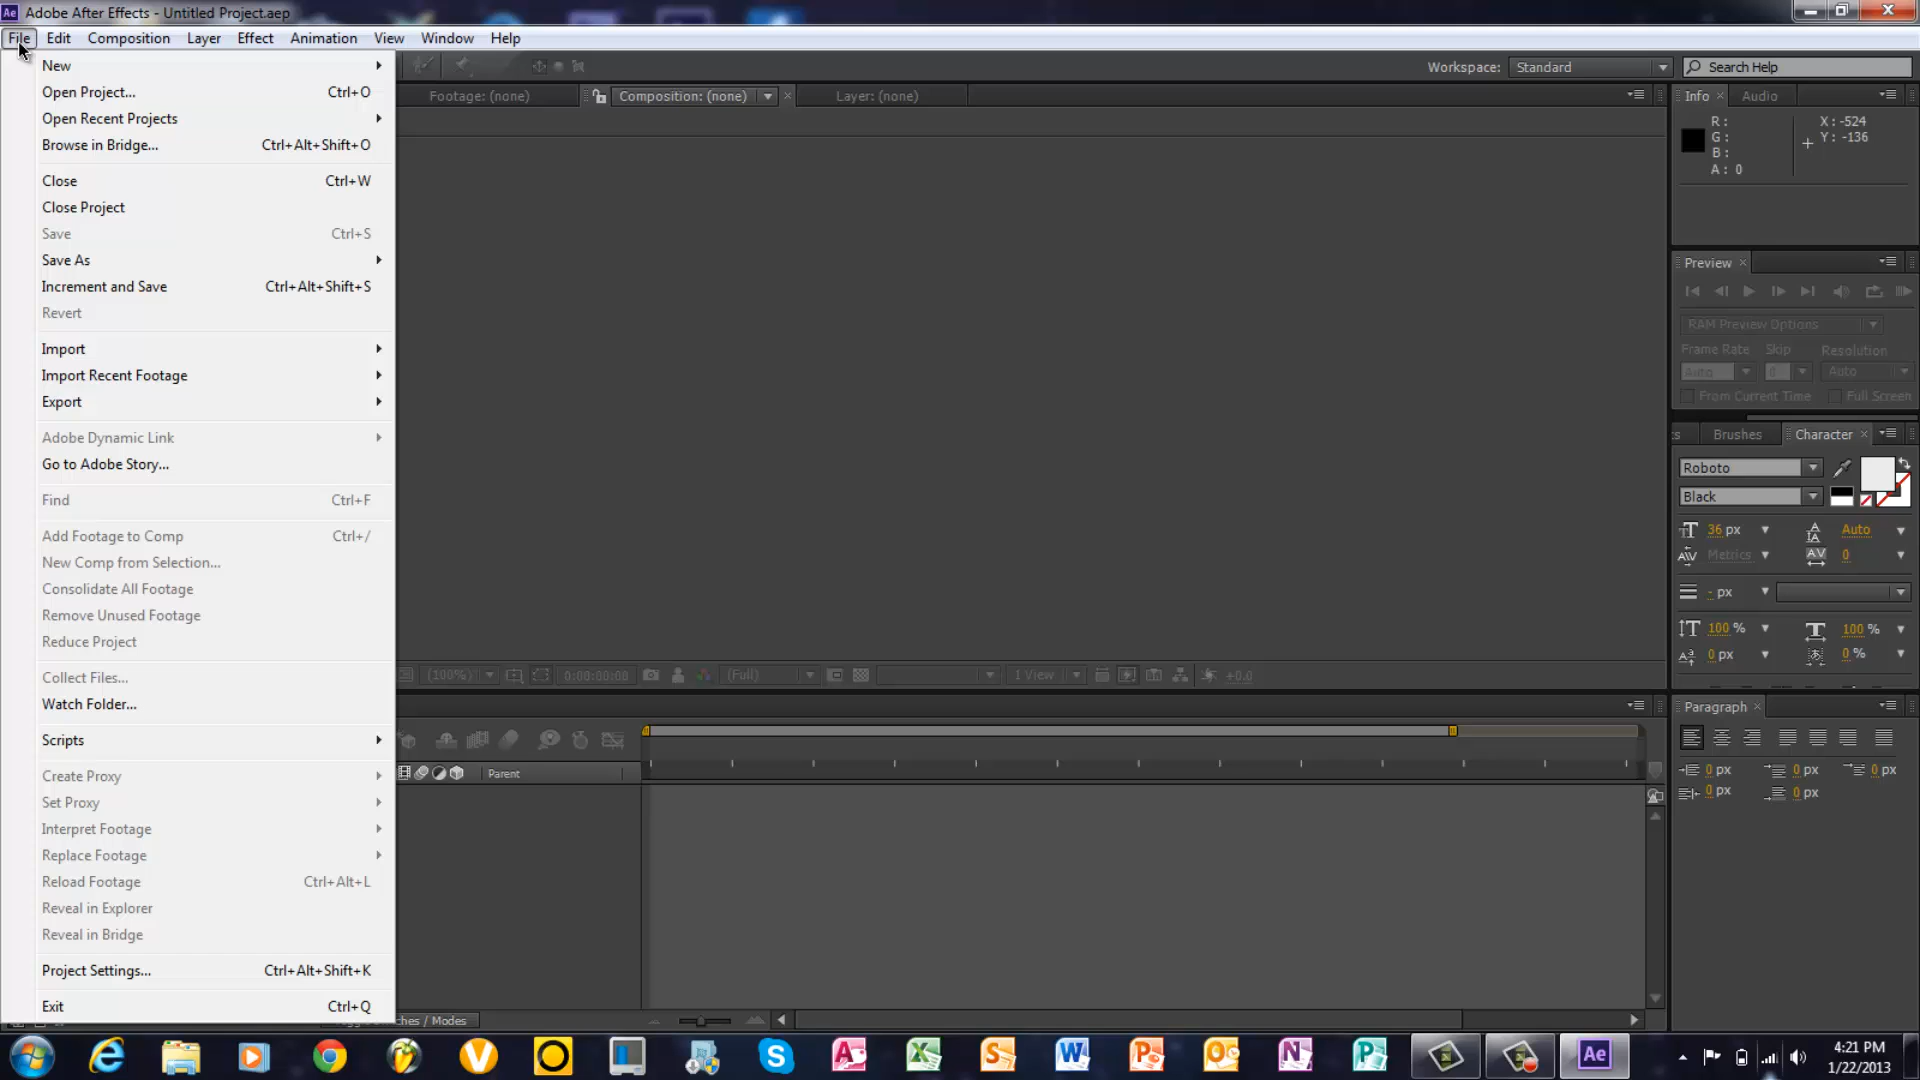 Ae Adobe After Effects - Untitled Project.aep
File Edit Composition Layer Effect Animation View Window Help
New
Open Project... Ctrl+O
Open Recent Projects
Browse in Bridge... Ctrl+Alt+Shift+O
Close Ctrl+W
Close Project
Save Ctrl+S
Save As
Increment and Save Ctrl+Alt+Shift+S
Revert
Import
Import Recent Footage
Export
Adobe Dynamic Link
Go to Adobe Story...
Find Ctrl+F
Add Footage to Comp Ctrl+/
New Comp from Selection...
Consolidate All Footage
Remove Unused Footage
Reduce Project
Collect Files...
Watch Folder...
Scripts
Create Proxy
Set Proxy
Interpret Footage
Replace Footage
Reload Footage Ctrl+Alt+L
Reveal in Explorer
Reveal in Bridge
Project Settings... Ctrl+Alt+Shift+K
Exit Ctrl+Q
Workspace: Standard Search Help
Footage: (none) Composition: (none) Layer: (none)
(100%) 0:00:00:00 (Full) 1 View +0.0
Parent
ches / Modes
Info Audio
R: X: -524
G: Y: -136
B:
A: 0
Preview
RAM Preview Options
Frame Rate Skip Resolution
Auto 0 Auto
From Current Time Full Screen
s Brushes Character
Roboto
Black
36 px Auto
Metrics 0
- px
100 % 100 %
0 px 0 %
Paragraph
0 px 0 px 0 px
0 px 0 px
Ae
4:21 PM
1/22/2013